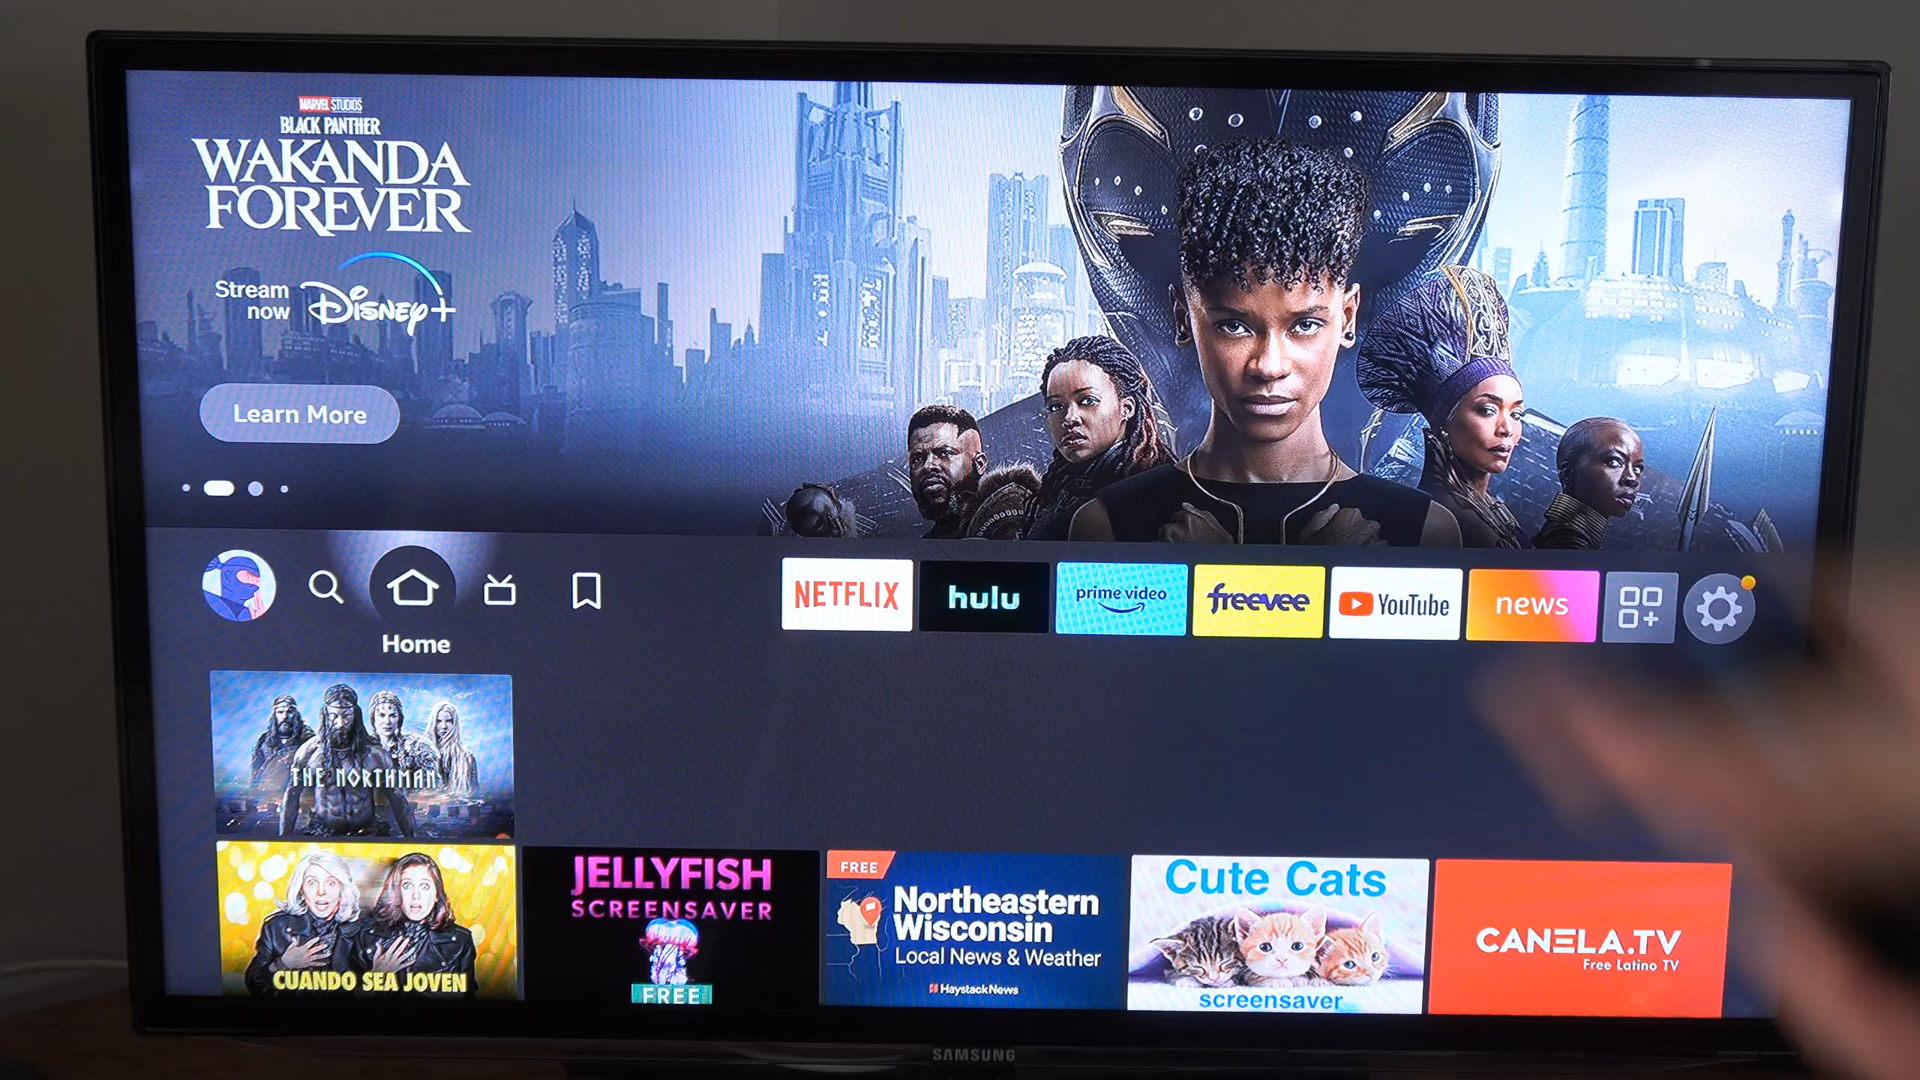 MARVEL STUDIOS
BLACK PANTHER
WAKANDA
FOREVER
Stream
now
Disney+
Learn More
NETFLIX
hulu
prime video
freevee
YouTube
news
Home
THE NORTHMAN
CUANDO SEA JOVEN
JELLYFISH
SCREENSAVER
FREE
FREE
Northeastern
Wisconsin
Local News & Weather
HaystackNews
Cute Cats
screensaver
CANELA.TV
Free Latino TV
SAMSUNG